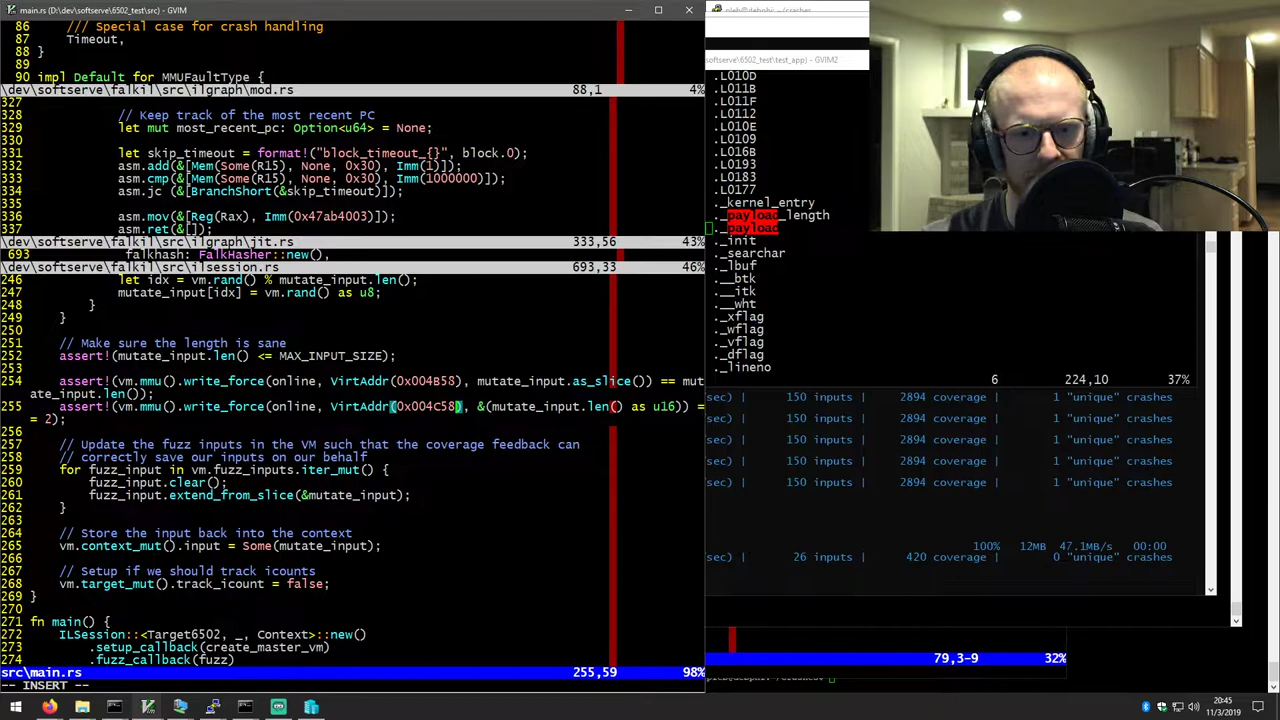 main.rs (D:\dev\softserve\6502_test\src) - GVIM
86         /// Special case for crash handling
87         Timeout,
88 }
90 impl Default for MMUFaultType {
\dev\softserve\falkil\src\ilgraph\mod.rs    88,1    4%
327
328             // Keep track of the most recent PC
329             let mut most_recent_pc: Option<u64> = None;
330
331             let skip_timeout = format!("block_timeout_{}", block.0);
332             asm.add(&[Mem(Some(R15), None, 0x30), Imm(1)]);
333             asm.cmp(&[Mem(Some(R15), None, 0x30), Imm(1000000)]);
334             asm.jc (&[BranchShort(&skip_timeout)]);
335
336             asm.mov(&[Reg(Rax), Imm(0x47ab4003)]);
337             asm.ret(&[]);
\dev\softserve\falkil\src\ilgraph\jit.rs    333,56    43%
693             falkhash: FalkHasher::new(),
\dev\softserve\falkil\src\ilsession.rs    693,33    46%
246             let idx = vm.rand() % mutate_input.len();
247             mutate_input[idx] = vm.rand() as u8;
248         }
249     }
250
251     // Make sure the length is sane
252     assert!(mutate_input.len() <= MAX_INPUT_SIZE);
253
254     assert!(vm.mmu().write_force(online, VirtAddr(0x004B58), mutate_input.as_slice()) == mut
ate_input.len());
255     assert!(vm.mmu().write_force(online, VirtAddr(0x004C58), &(mutate_input.len() as u16)) =
= 2);
256
257     // Update the fuzz inputs in the VM such that the coverage feedback can
258     // correctly save our inputs on our behalf
259     for fuzz_input in vm.fuzz_inputs.iter_mut() {
260         fuzz_input.clear();
261         fuzz_input.extend_from_slice(&mutate_input);
262     }
263
264     // Store the input back into the context
265     vm.context_mut().input = Some(mutate_input);
266
267     // Setup if we should track icounts
268     vm.target_mut().track_icount = false;
269 }
270
271 fn main() {
272     ILSession::<Target6502, _, Context>::new()
273         .setup_callback(create_master_vm)
274         .fuzz_callback(fuzz)
src\main.rs    255,59    98%
-- INSERT --
softserve\6502_test\test_app) - GVIM2
.L010D
.L011B
.L011F
.L0112
.L010E
.L0109
.L016B
.L0193
.L0183
.L0177
._kernel_entry
._payload_length
._payload
._init
._searchar
._lbuf
.__btk
.__itk
.__wht
._xflag
._wflag
._vflag
._dflag
._lineno
6    224,10    37%
sec) |    150 inputs |    2894 coverage |    1 "unique" crashes
sec) |    150 inputs |    2894 coverage |    1 "unique" crashes
sec) |    150 inputs |    2894 coverage |    1 "unique" crashes
sec) |    150 inputs |    2894 coverage |    1 "unique" crashes
sec) |    150 inputs |    2894 coverage |    1 "unique" crashes
100%    12MB    47.1MB/s    00:00
sec) |    26 inputs |    420 coverage |    0 "unique" crashes
79,3-9    32%
20:45
11/3/2019